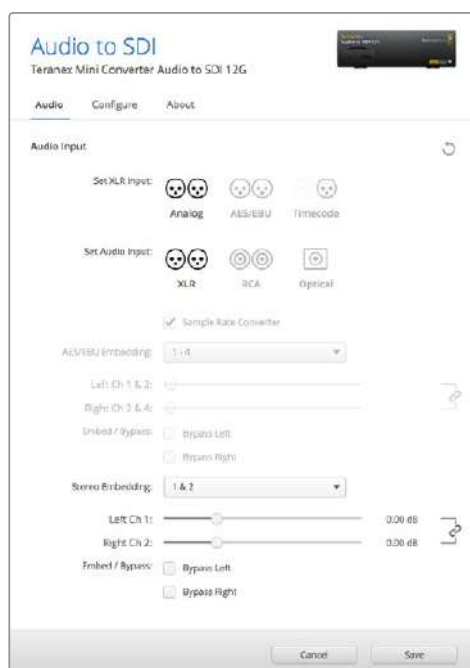 Audio to SDI
Teranex Mini Converter Audio to SDI 12G
Audio Configure About
Audio Input
Set XLR Input:
Analog AES/EBU Timecode
Set Audio Input:
XLR RCA Optical
Sample Rate Converter
AES/EBU Embedding: 1 - 4
Left Ch 1 & 3:
Right Ch 2 & 4:
Embed / Bypass: Bypass Left
Bypass Right
Stereo Embedding: 1 & 2
Left Ch 1: 0.00 dB
Right Ch 2: 0.00 dB
Embed / Bypass: Bypass Left
Bypass Right
Cancel Save